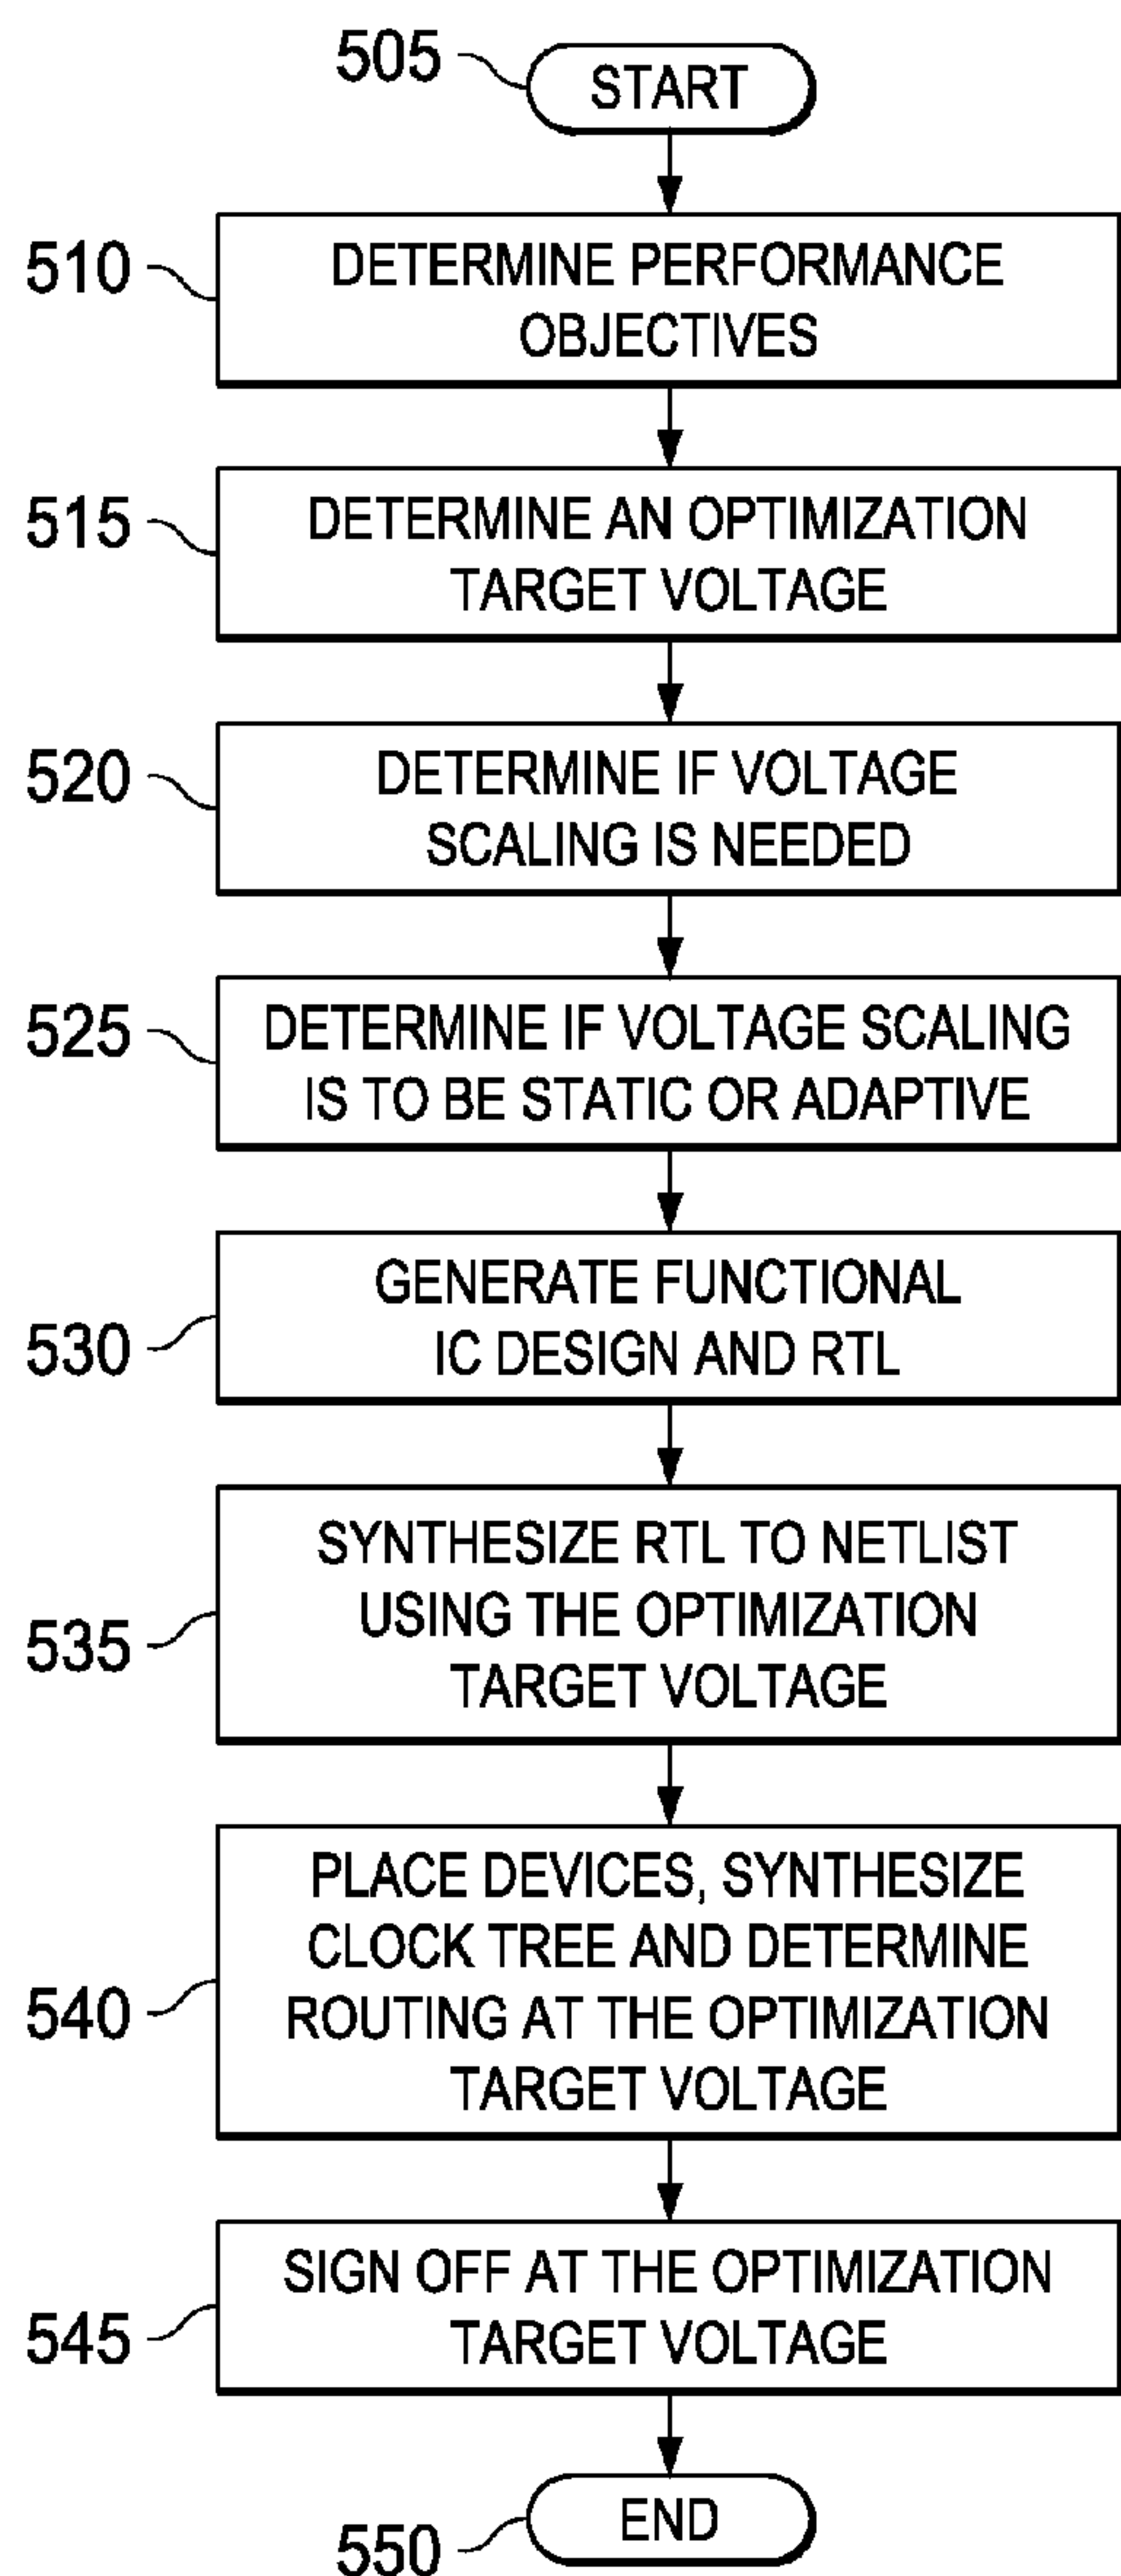 505
START
510
DETERMINE PERFORMANCE
OBJECTIVES
515
DETERMINE AN OPTIMIZATION
TARGET VOLTAGE
520
DETERMINE IF VOLTAGE
SCALING IS NEEDED
525
DETERMINE IF VOLTAGE SCALING
IS TO BE STATIC OR ADAPTIVE
530
GENERATE FUNCTIONAL
IC DESIGN AND RTL
535
SYNTHESIZE RTL TO NETLIST
USING THE OPTIMIZATION
TARGET VOLTAGE
540
PLACE DEVICES, SYNTHESIZE
CLOCK TREE AND DETERMINE
ROUTING AT THE OPTIMIZATION
TARGET VOLTAGE
545
SIGN OFF AT THE OPTIMIZATION
TARGET VOLTAGE
550
END